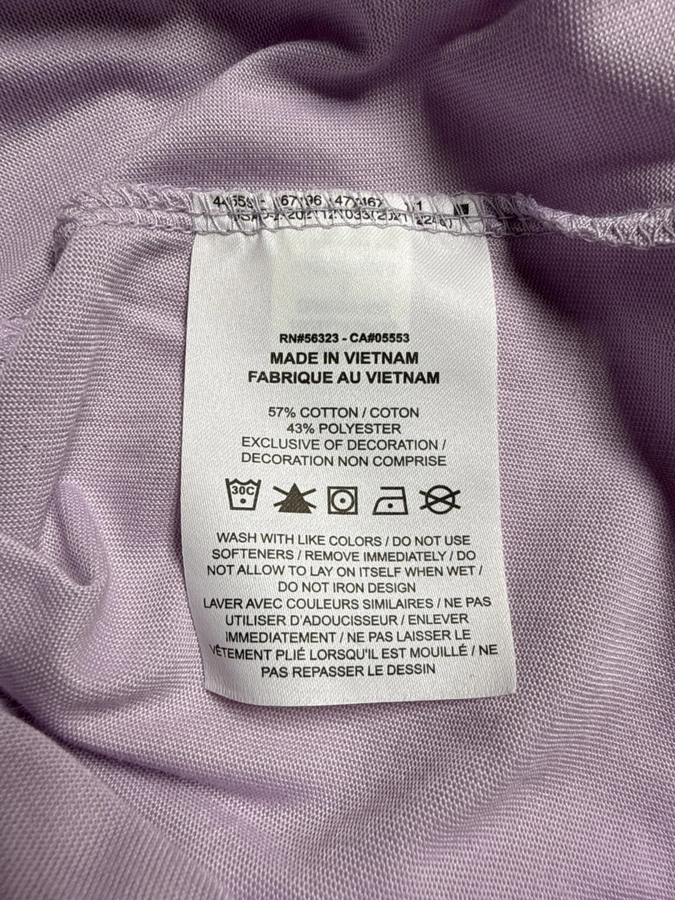 RN#56323 - CA#05553
MADE IN VIETNAM
FABRIQUE AU VIETNAM
57% COTTON / COTON
43% POLYESTER
EXCLUSIVE OF DECORATION /
DECORATION NON COMPRISE
30C
WASH WITH LIKE COLORS / DO NOT USE
SOFTENERS / REMOVE IMMEDIATELY / DO
NOT ALLOW TO LAY ON ITSELF WHEN WET /
DO NOT IRON DESIGN
LAVER AVEC COULEURS SIMILAIRES / NE PAS
UTILISER D'ADOUCISSEUR / ENLEVER
IMMEDIATEMENT / NE PAS LAISSER LE
VÊTEMENT PLIÉ LORSQU'IL EST MOUILLÉ / NE
PAS REPASSER LE DESSIN